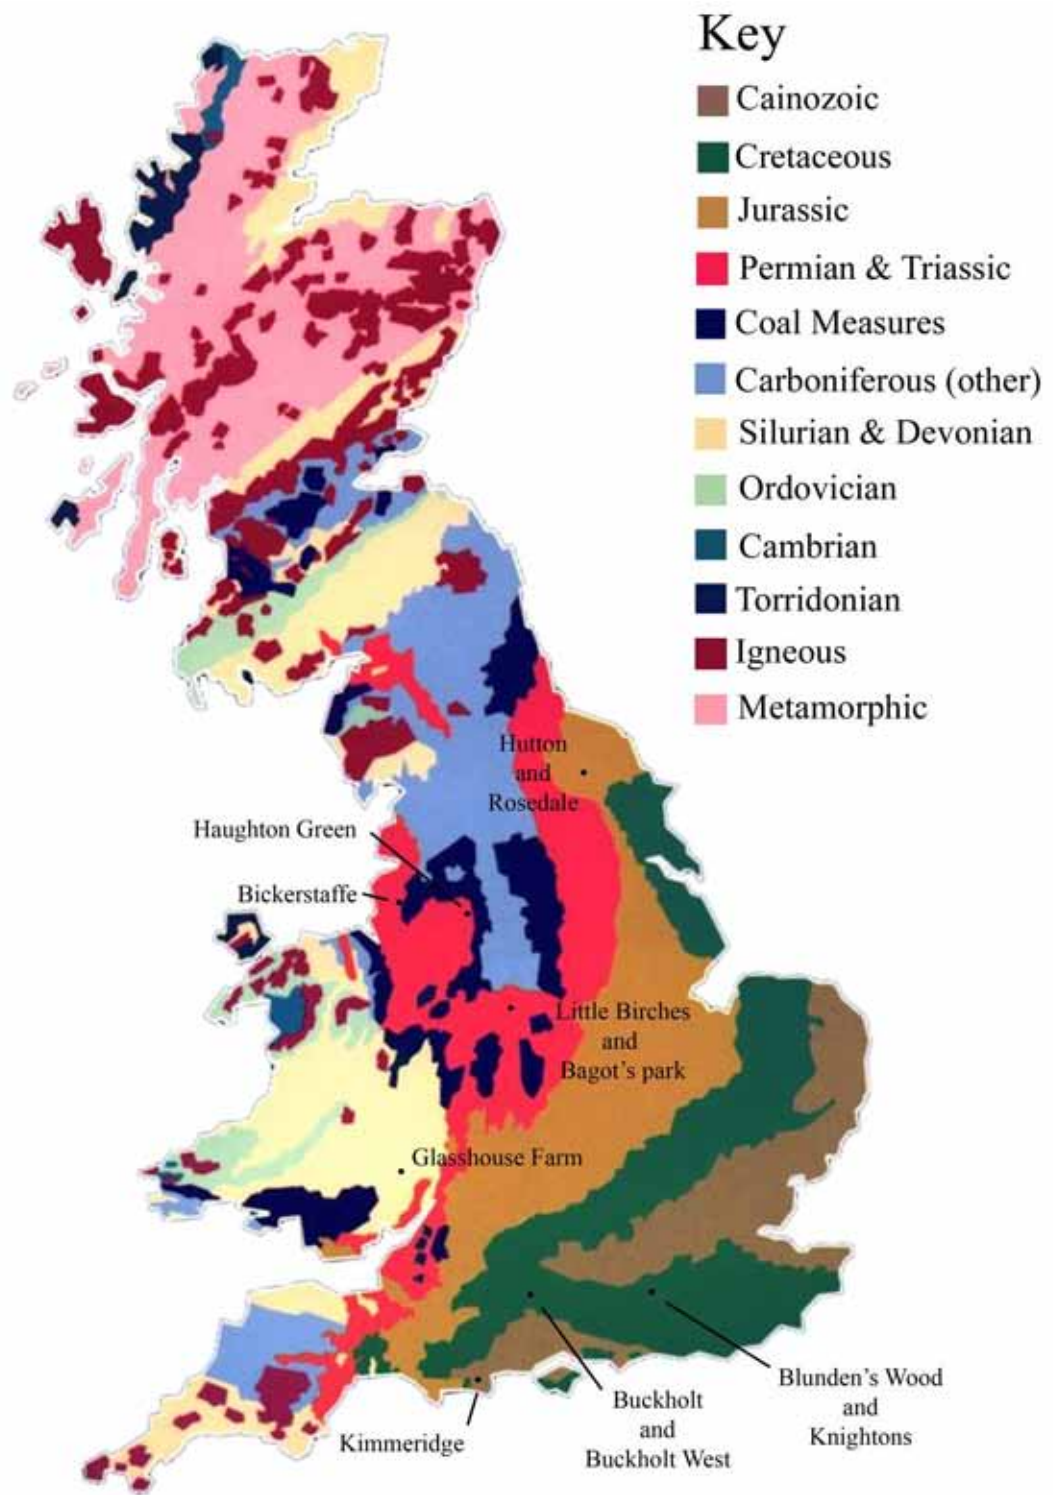 Key
Cainozoic
Cretaceous
Jurassic
Permian & Triassic
Coal Measures
Carboniferous (other)
Silurian & Devonian
Ordovician
Cambrian
Torridonian
Igneous
Metamorphic
Hutton
and
Rosedale
Haughton Green
Bickerstaffe
Little Birches
and
Bagot's park
Glasshouse Farm
Blunden's Wood
and
Knightons
Buckholt
and
Buckholt West
Kimmeridge